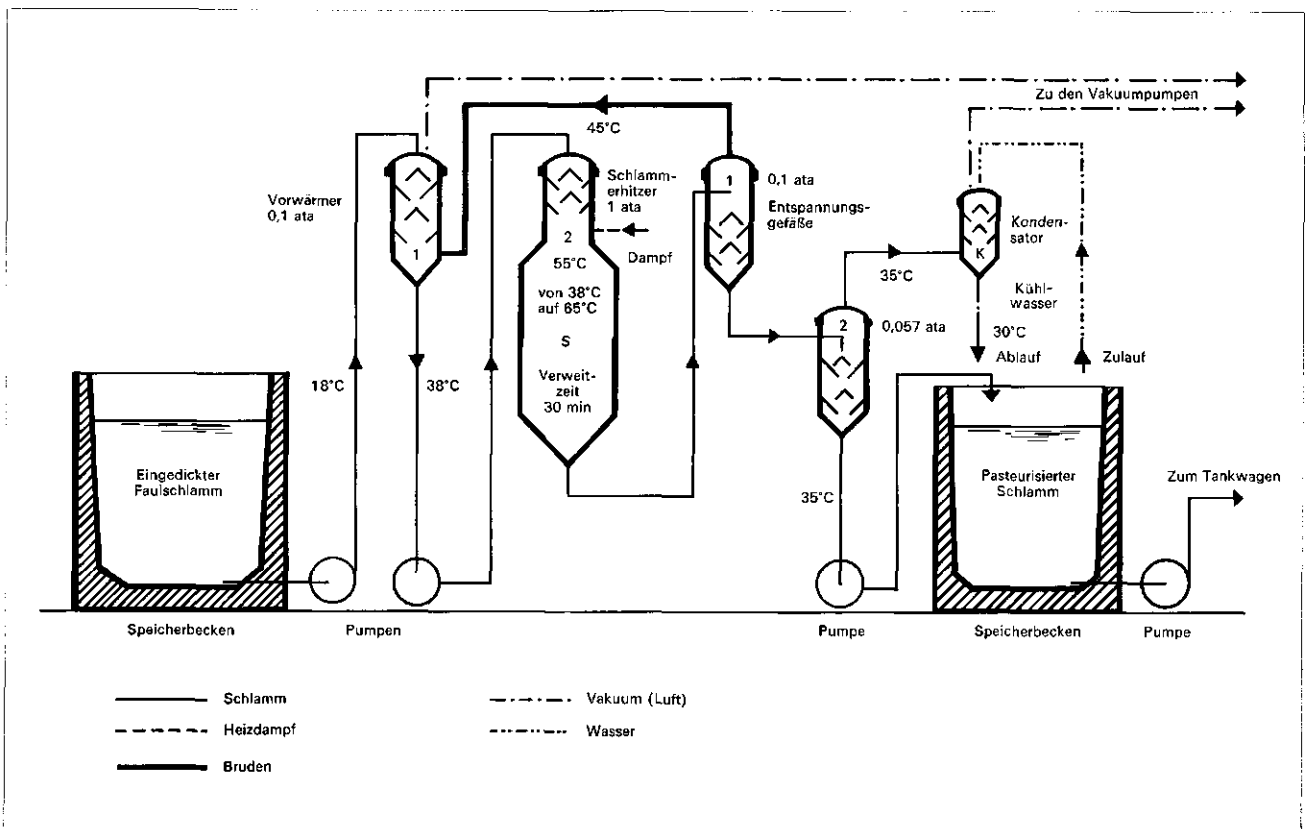 Zu den Vakuumpumpen
45°C
Vorwärmer
0,1 ata
1
Schlamm-
erhitzer
1 ata
2
Dampf
55°C
von 38°C
auf 65°C
S
Verweit-
zeit
30 min
1
0,1 ata
Entspannungs-
gefäße
35°C
2
0,057 ata
Konden-
sator
K
Kühl-
wasser
30°C
Ablauf
Zulauf
18°C
38°C
35°C
Eingedickter
Faulschlamm
Pasteurisierter
Schlamm
Zum Tankwagen
Speicherbecken
Pumpen
Pumpe
Speicherbecken
Pumpe
Schlamm
Heizdampf
Bruden
Vakuum (Luft)
Wasser